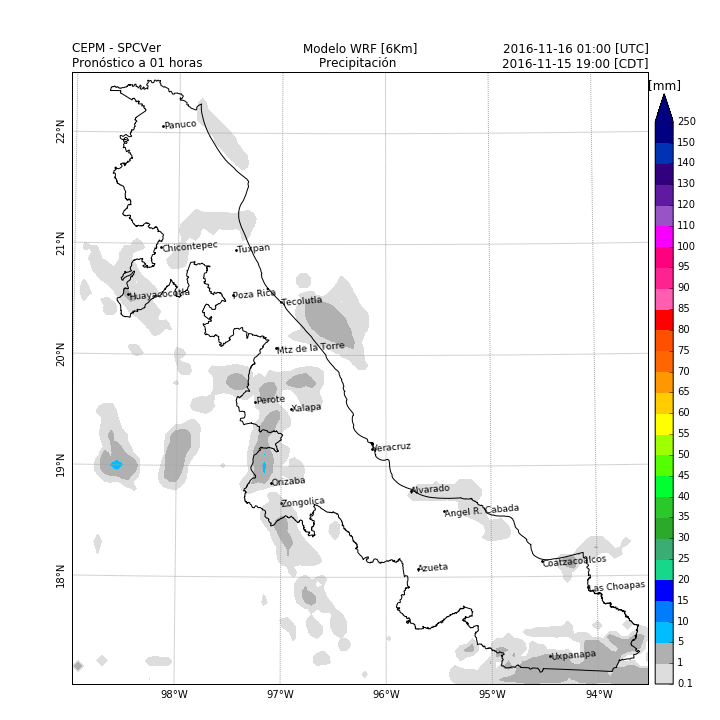 CEPM - SPCVer
Modelo WRF [6Km]
2016-11-16 01:00 [UTC]
Pronóstico a 01 horas
Precipitación
2016-11-15 19:00 [CDT]
[mm]
250
150
140
130
120
110
100
95
90
85
80
75
70
65
60
55
50
45
40
35
30
25
20
15
10
5
1
0.1
22°N
21°N
20°N
19°N
18°N
Panuco
Chicontepec
Tuxpan
Huayacocotla
Poza Rica
Tecolutla
Mtz de la Torre
Perote
Xalapa
Veracruz
Orizaba
Zongolica
Alvarado
Angel R. Cabada
Azueta
Coatzacoalcos
Las Choapas
Uxpanapa
98°W
97°W
96°W
95°W
94°W